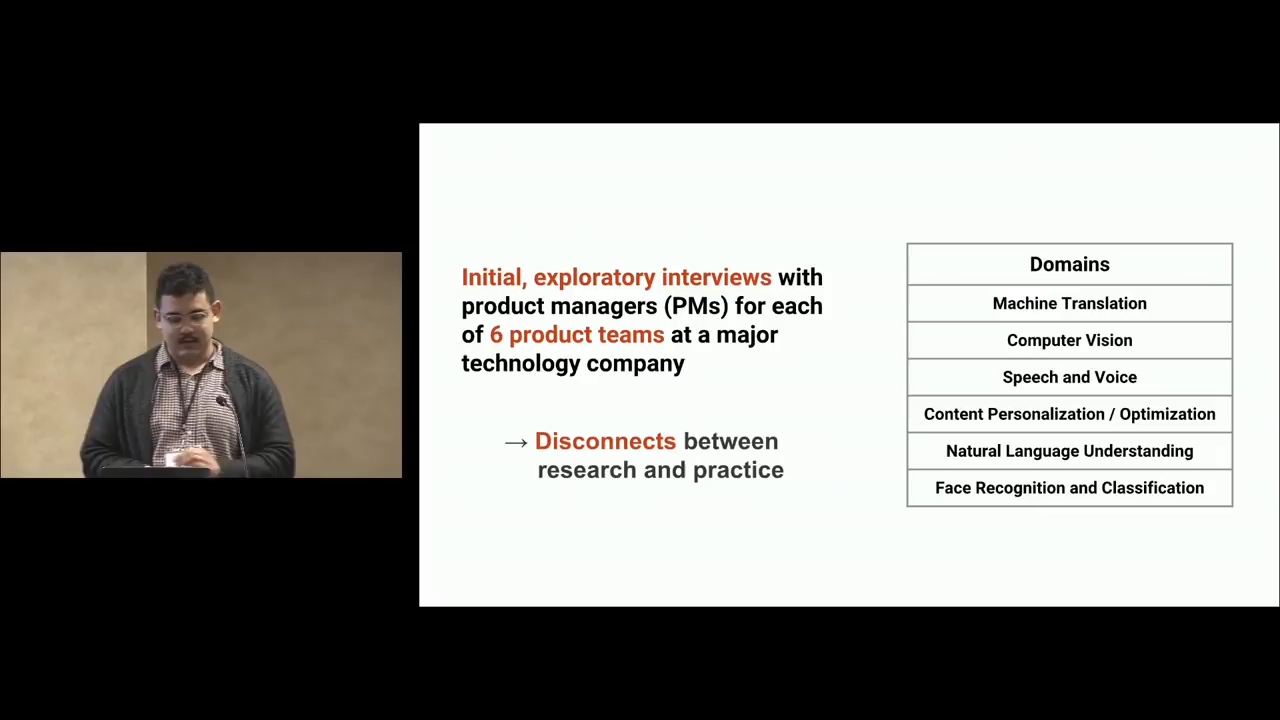 Initial, exploratory interviews with
product managers (PMs) for each
of 6 product teams at a major
technology company
→ Disconnects between
research and practice
Domains
Machine Translation
Computer Vision
Speech and Voice
Content Personalization / Optimization
Natural Language Understanding
Face Recognition and Classification